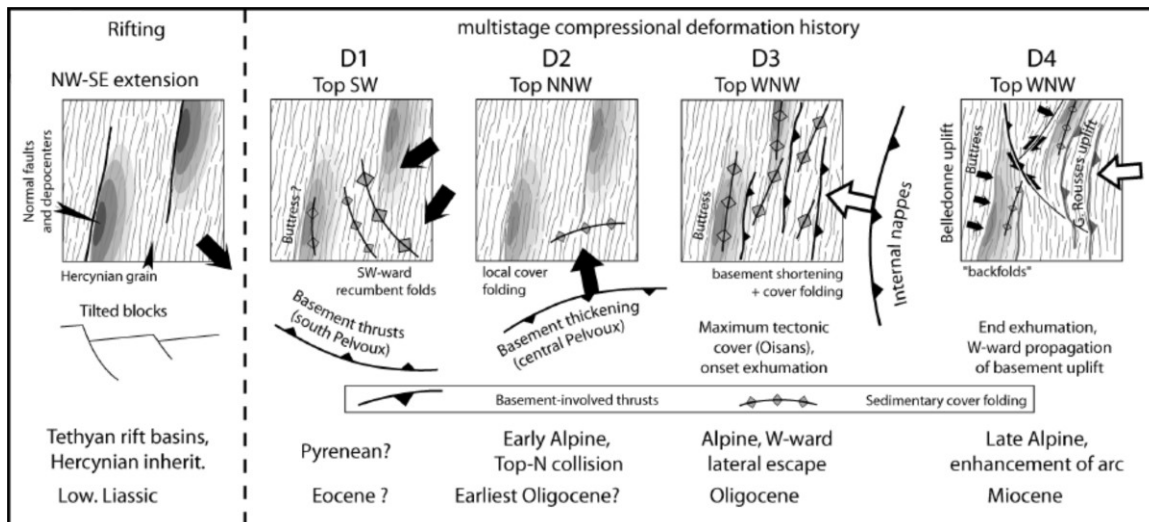 Rifting
multistage compressional deformation history
NW-SE extension
D1
Top SW
D2
Top NNW
D3
Top WNW
D4
Top WNW
Normal faults
and depocenters
Hercynian grain
Tilted blocks
Buttress ?
SW-ward
recumbent folds
Basement thrusts
(south Pelvoux)
local cover
folding
Basement thickening
(central Pelvoux)
Buttress
basement shortening
+ cover folding
Internal nappes
Maximum tectonic
cover (Oisans),
onset exhumation
Belledonne uplift
Buttress
G. Rousses uplift
"backfolds"
End exhumation,
W-ward propagation
of basement uplift
Basement-involved thrusts
Sedimentary cover folding
Tethyan rift basins,
Hercynian inherit.
Low. Liassic
Pyrenean?
Eocene ?
Early Alpine,
Top-N collision
Earliest Oligocene?
Alpine, W-ward
lateral escape
Oligocene
Late Alpine,
enhancement of arc
Miocene